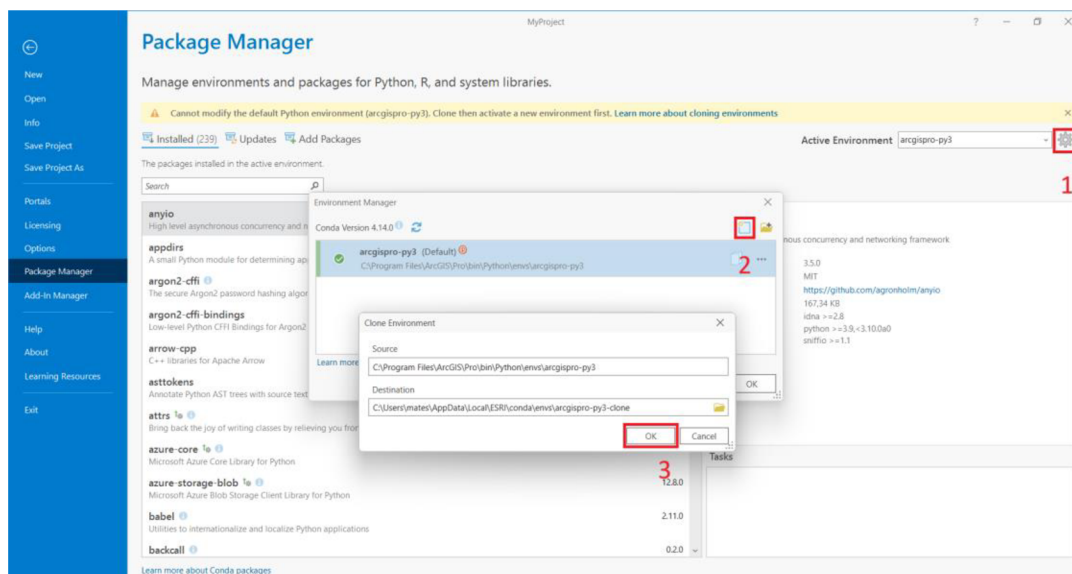 MyProject
?
Package Manager
Manage environments and packages for Python, R, and system libraries.
Cannot modify the default Python environment (arcgispro-py3). Clone then activate a new environment first. Learn more about cloning environments
Installed (239) Updates Add Packages
Active Environment arcgispro-py3
The packages installed in the active environment.
Search
1
New
Open
Info
Save Project
Save Project As
Portals
Licensing
Options
Package Manager
Add-In Manager
Help
About
Learning Resources
Exit
anyio
High level asynchronous concurrency and n
appdirs
A small Python module for determining ap
argon2-cffi
The secure Argon2 password hashing algor
argon2-cffi-bindings
Low-level Python CFFI Bindings for Argon2
arrow-cpp
C++ libraries for Apache Arrow
asttokens
Annotate Python AST trees with source text
attrs
Bring back the joy of writing classes by relieving you fro
azure-core
Microsoft Azure Core Library for Python
azure-storage-blob
12.8.0
Microsoft Azure Blob Storage Client Library for Python
babel
2.11.0
Utilities to internationalize and localize Python applications
backcall
0.2.0
Learn more about Conda packages
Environment Manager
Conda Version 4.14.0
arcgispro-py3 (Default)
C:\Program Files\ArcGIS\Pro\bin\Python\envs\arcgispro-py3
2
Learn more
OK
Clone Environment
Source
C:\Program Files\ArcGIS\Pro\bin\Python\envs\arcgispro-py3
Destination
C:\Users\mates\AppData\Local\ESRI\conda\envs\arcgispro-py3-clone
OK
Cancel
3
nous concurrency and networking framework
3.5.0
MIT
https://github.com/agronholm/anyio
167,34 KB
idna >=2.8
python >=3.9,<3.10.0a0
sniffio >=1.1
Tasks